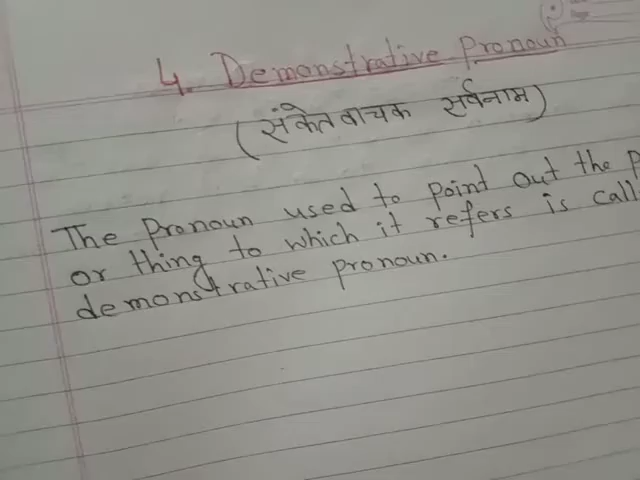 4. Demonstrative Pronoun
(संकेतवाचक सर्वनाम)
The Pronoun used to point out the
or thing to which it refers is call
demonstrative pronoun.